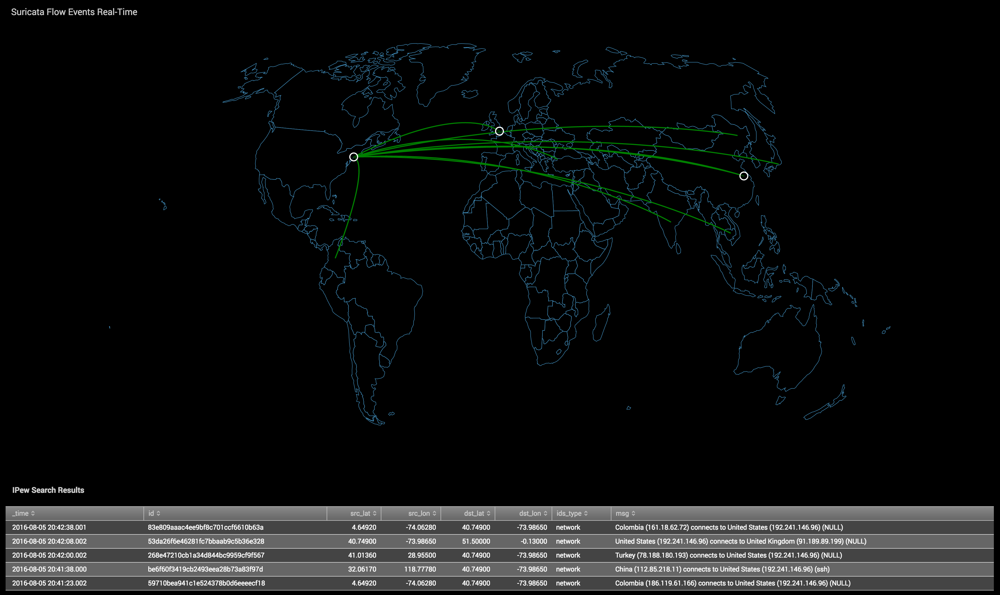 Suricata Flow Events Real-Time
IPew Search Results
_time id src_lat src_lon dst_lat dst_lon ids_type msg
2016-08-05 20:42:38.001 83e809aaac4ee9bf8c701ccf6610b63a 4.64920 -74.06280 40.74900 -73.98650 network Colombia (161.18.62.72) connects to United States (192.241.146.96) (NULL)
2016-08-05 20:42:08.002 53da26f6e46281fc7bbaab9c5b36e328 40.74900 -73.98650 51.50000 -0.13000 network United States (192.241.146.96) connects to United Kingdom (91.189.89.199) (NULL)
2016-08-05 20:42:00.002 268e47210cb1a34d844bc9959cf9f567 41.01360 28.95500 40.74900 -73.98650 network Turkey (78.188.180.193) connects to United States (192.241.146.96) (NULL)
2016-08-05 20:41:38.000 be6f60f3419cb2493eea28b73a83f97d 32.06170 118.77780 40.74900 -73.98650 network China (112.85.218.11) connects to United States (192.241.146.96) (ssh)
2016-08-05 20:41:23.002 59710bea941c1e524378b0d6eeeecf18 4.64920 -74.06280 40.74900 -73.98650 network Colombia (186.119.61.166) connects to United States (192.241.146.96) (NULL)